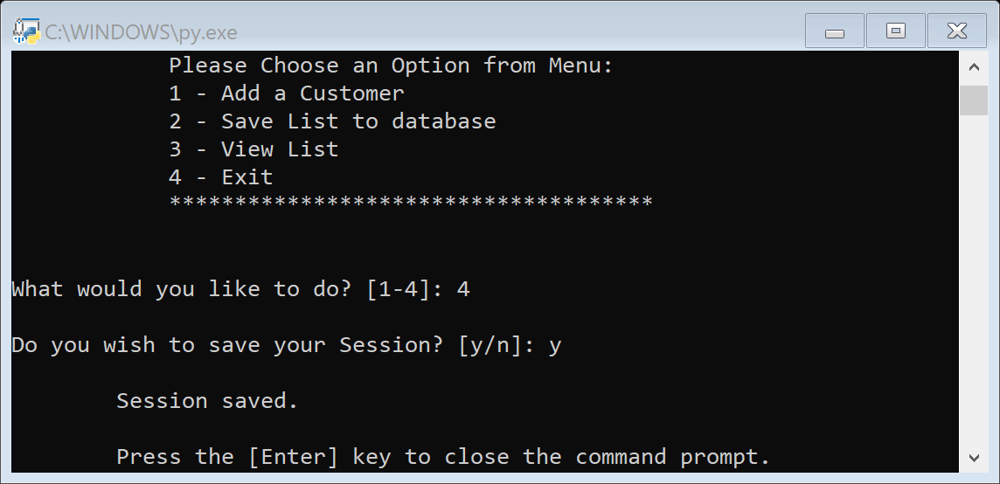 C:\WINDOWS\py.exe
Please Choose an Option from Menu:
1 - Add a Customer
2 - Save List to database
3 - View List
4 - Exit
*************************************
What would you like to do? [1-4]: 4
Do you wish to save your Session? [y/n]: y
Session saved.
Press the [Enter] key to close the command prompt.